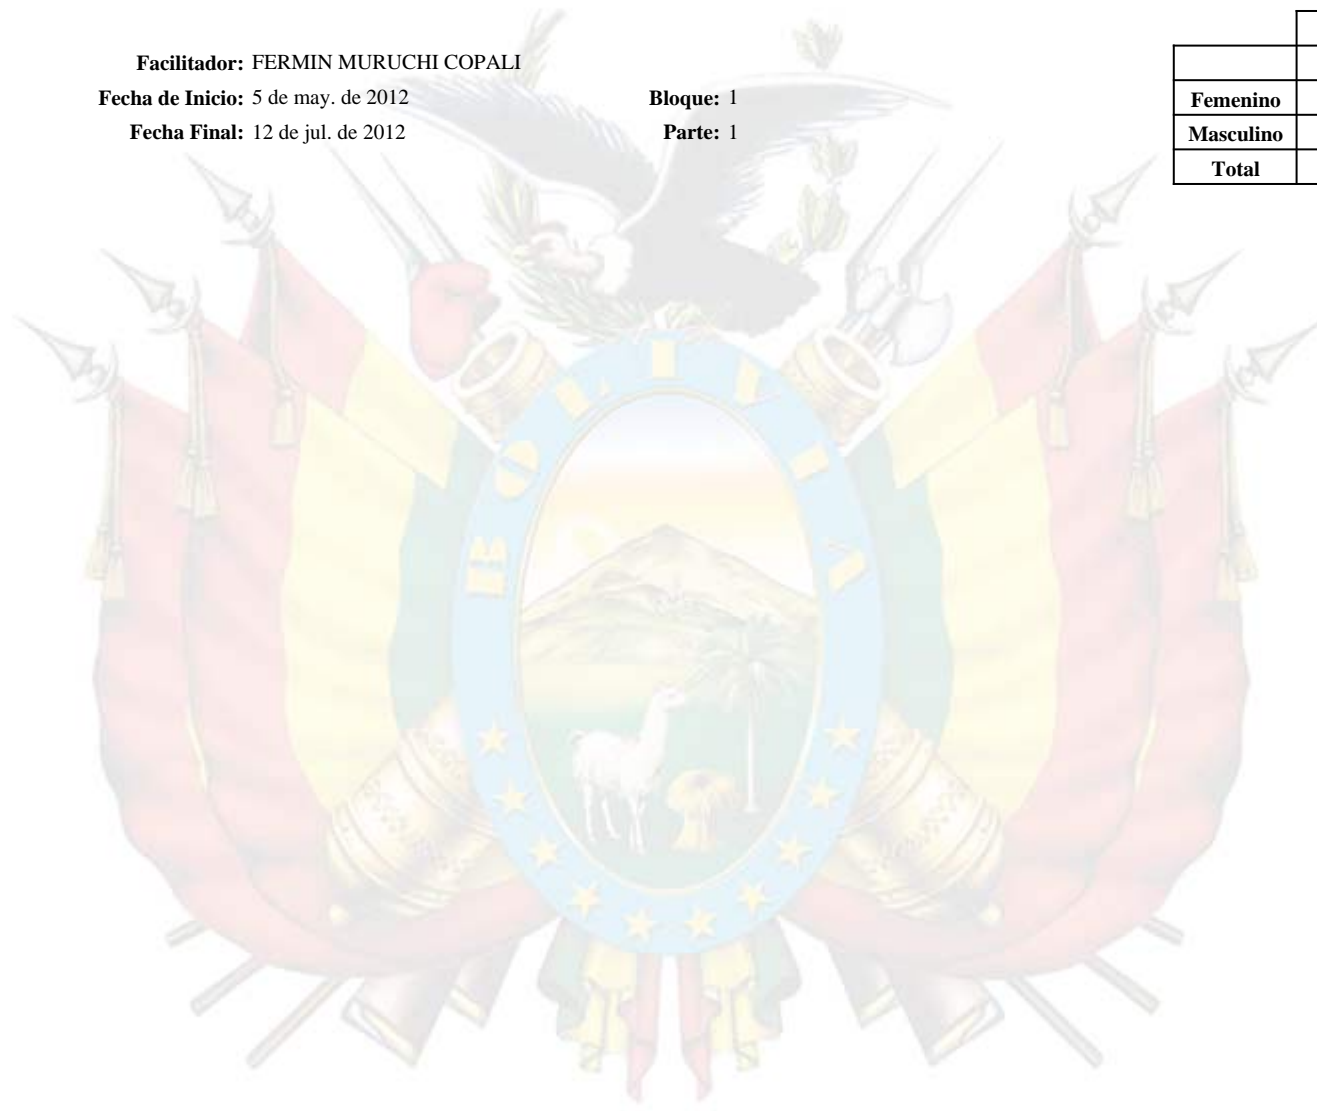 Facilitador: FERMIN MURUCHI COPALI
Fecha de Inicio: 5 de may. de 2012 Bloque: 1
Fecha Final: 12 de jul. de 2012 Parte: 1
Femenino
Masculino
Total
BOLIVIA